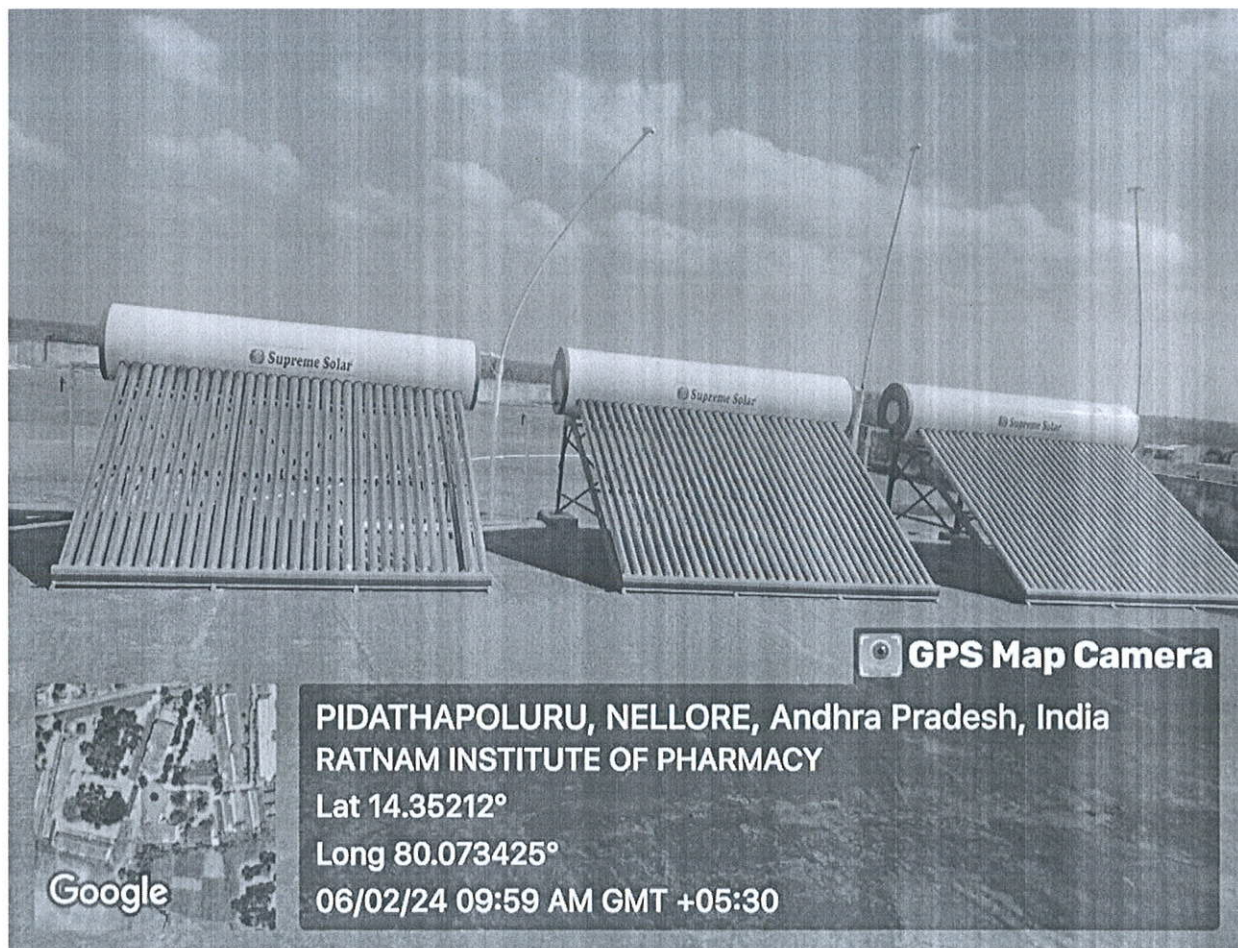 Supreme Solar
Supreme Solar
Supreme Solar
GPS Map Camera
PIDATHAPOLURU, NELLORE, Andhra Pradesh, India
RATNAM INSTITUTE OF PHARMACY
Lat 14.35212°
Long 80.073425°
06/02/24 09:59 AM GMT +05:30
Google